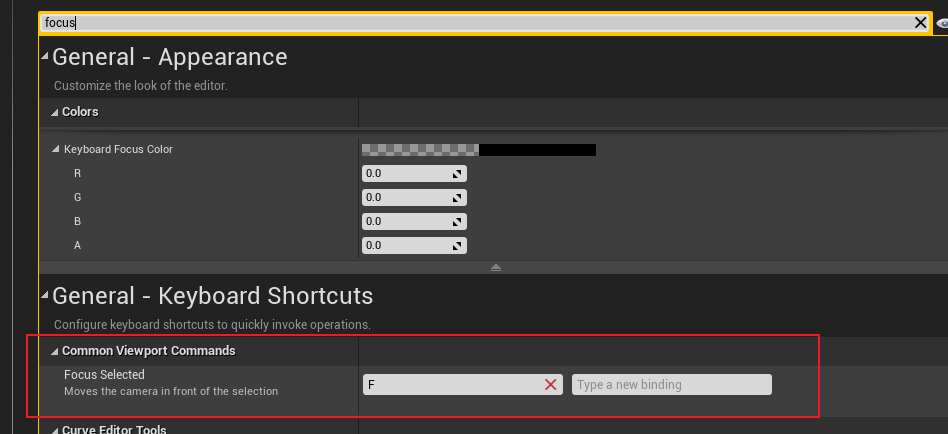 focus
General - Appearance
Customize the look of the editor.
Colors
Keyboard Focus Color
R 0.0
G 0.0
B 0.0
A 0.0
General - Keyboard Shortcuts
Configure keyboard shortcuts to quickly invoke operations.
Common Viewport Commands
Focus Selected
Moves the camera in front of the selection
F
Type a new binding
Curve Editor Tools